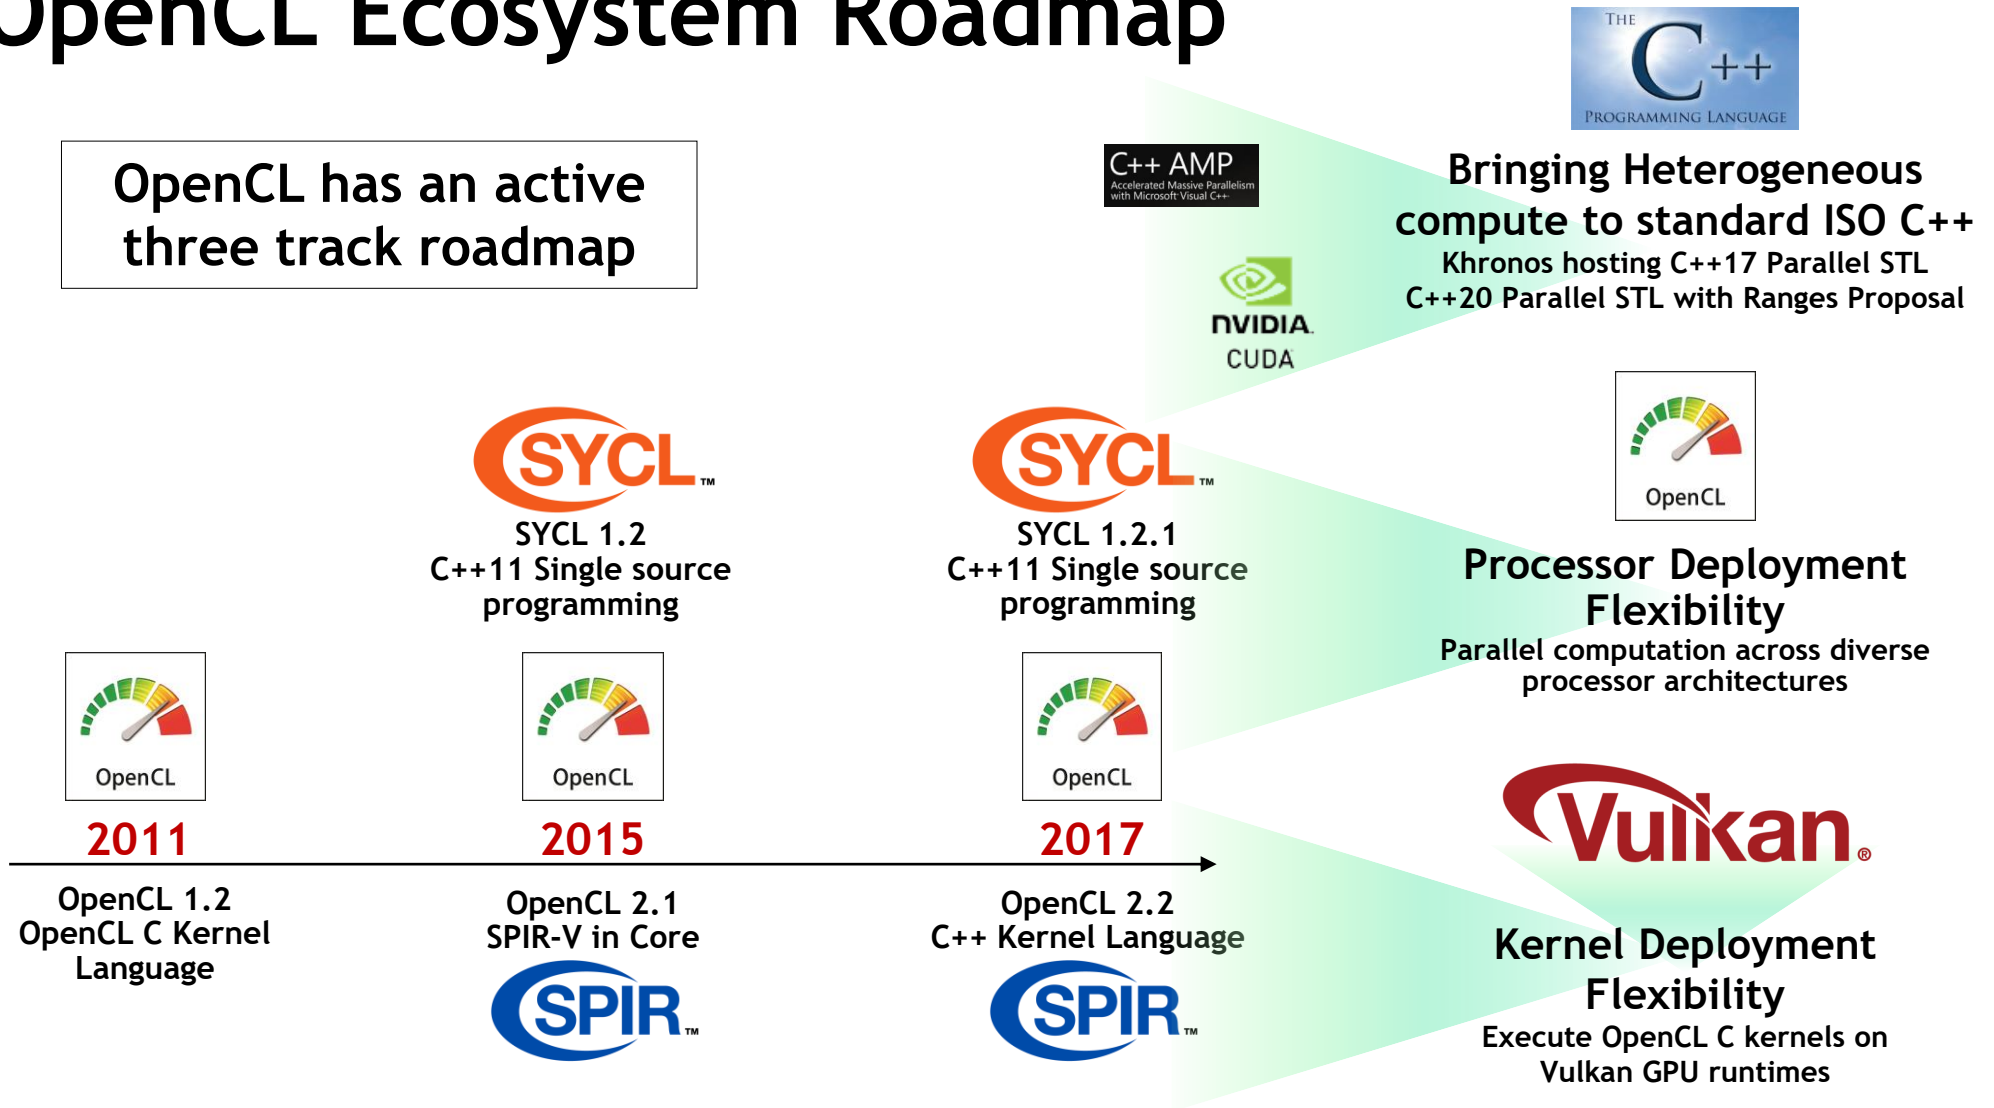 OpenCL Ecosystem Roadmap
OpenCL has an active
three track roadmap
THE
C++
PROGRAMMING LANGUAGE
C++ AMP
Accelerated Massive Parallelism
with Microsoft Visual C++
Bringing Heterogeneous
compute to standard ISO C++
Khronos hosting C++17 Parallel STL
C++20 Parallel STL with Ranges Proposal
NVIDIA.
CUDA
SYCL™
SYCL 1.2
C++11 Single source
programming
SYCL™
SYCL 1.2.1
C++11 Single source
programming
OpenCL
Processor Deployment
Flexibility
Parallel computation across diverse
processor architectures
OpenCL
2011
OpenCL 1.2
OpenCL C Kernel
Language
OpenCL
2015
OpenCL 2.1
SPIR-V in Core
SPIR™
OpenCL
2017
OpenCL 2.2
C++ Kernel Language
SPIR™
Vulkan®
Kernel Deployment
Flexibility
Execute OpenCL C kernels on
Vulkan GPU runtimes